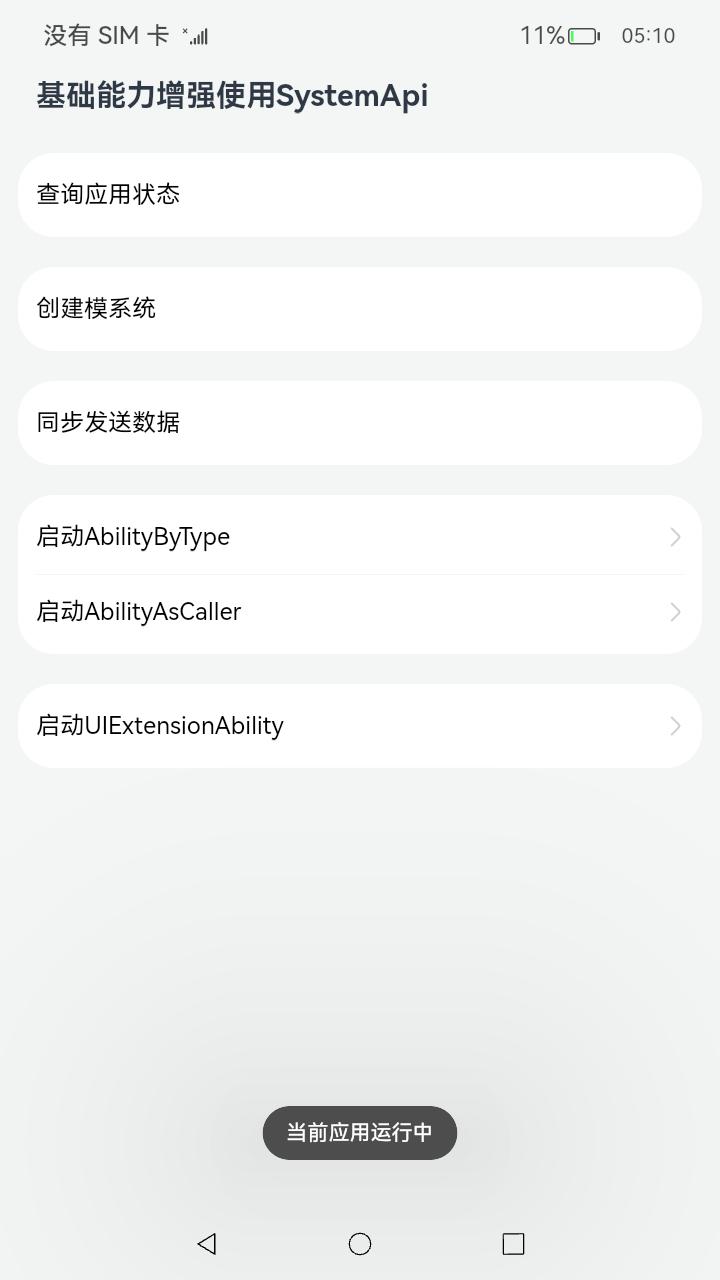 没有 SIM 卡 11% 05:10
基础能力增强使用SystemApi
查询应用状态
创建模系统
同步发送数据
启动AbilityByType
启动AbilityAsCaller
启动UIExtensionAbility
当前应用运行中